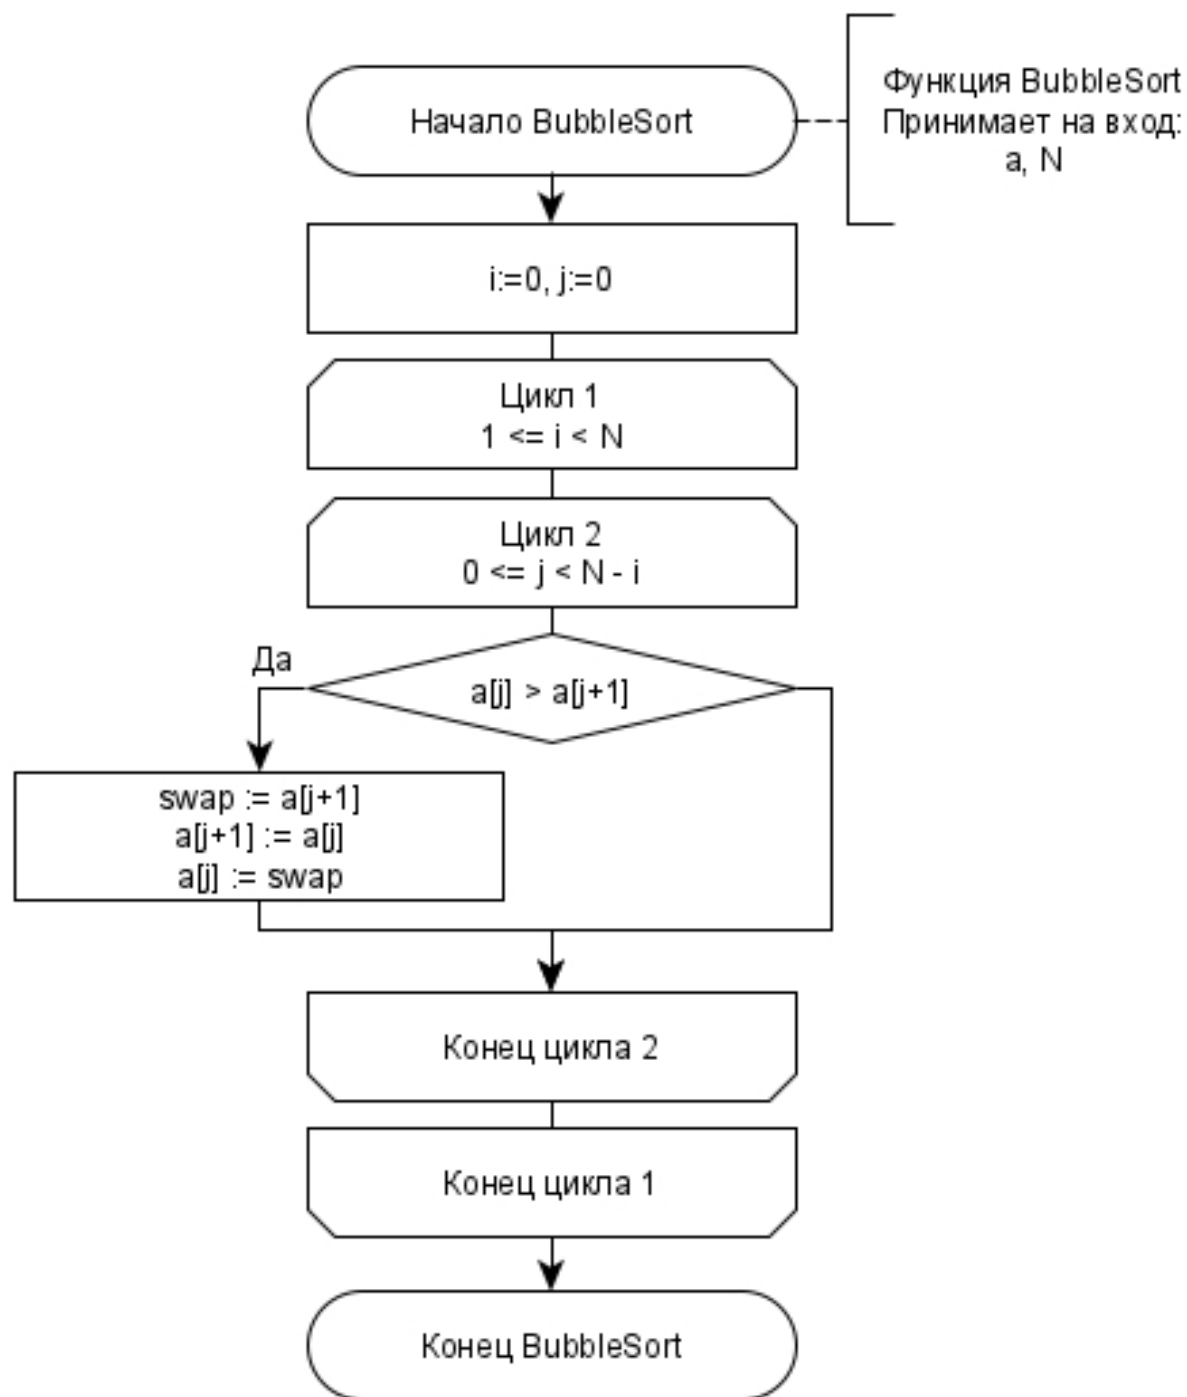 Начало BubbleSort
Функция BubbleSort
Принимает на вход:
a, N
i:=0, j:=0
Цикл 1
1 <= i < N
Цикл 2
0 <= j < N - i
Да
a[j] > a[j+1]
swap := a[j+1]
a[j+1] := a[j]
a[j] := swap
Конец цикла 2
Конец цикла 1
Конец BubbleSort